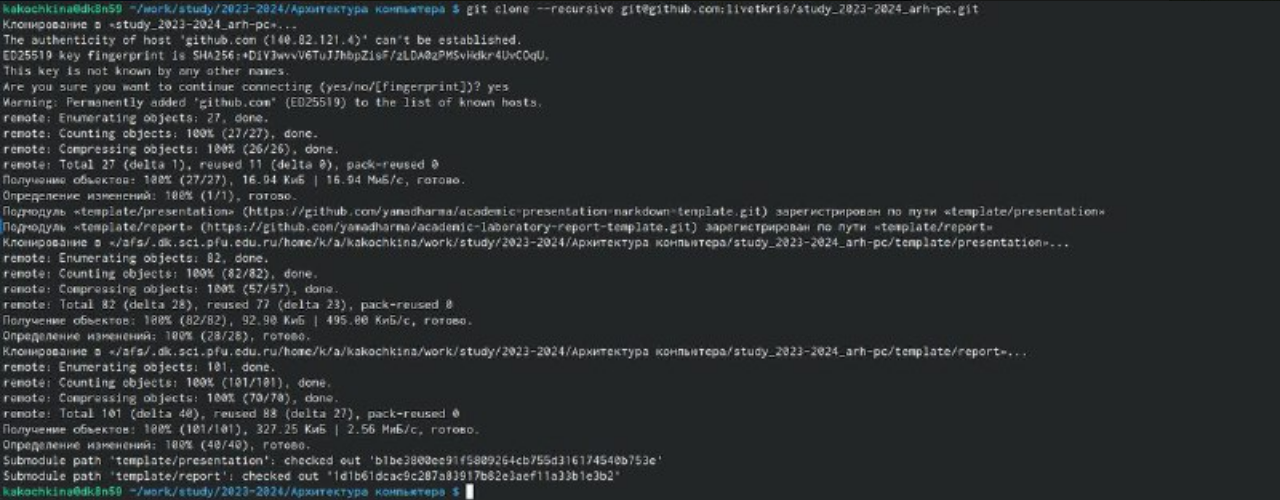 kakochkina@dk8n59 ~/work/study/2023-2024/Архитектура компьютера $ git clone --recursive git@github.com:livetkris/study_2023-2024_arh-pc.git
Клонирование в «study_2023-2024_arh-pc»...
The authenticity of host 'github.com (140.82.121.4)' can't be established.
ED25519 key fingerprint is SHA256:+DiY3wvvV6TuJJhbpZisF/zLDA0zPMSvHdkr4UvCOqU.
This key is not known by any other names.
Are you sure you want to continue connecting (yes/no/[fingerprint])? yes
Warning: Permanently added 'github.com' (ED25519) to the list of known hosts.
remote: Enumerating objects: 27, done.
remote: Counting objects: 100% (27/27), done.
remote: Compressing objects: 100% (26/26), done.
remote: Total 27 (delta 1), reused 11 (delta 0), pack-reused 0
Получение объектов: 100% (27/27), 16.94 КиБ | 16.94 МиБ/с, готово.
Определение изменений: 100% (1/1), готово.
Подмодуль «template/presentation» (https://github.com/yamadharma/academic-presentation-markdown-template.git) зарегистрирован по пути «template/presentation»
Подмодуль «template/report» (https://github.com/yamadharma/academic-laboratory-report-template.git) зарегистрирован по пути «template/report»
Клонирование в «/afs/.dk.sci.pfu.edu.ru/home/k/a/kakochkina/work/study/2023-2024/Архитектура компьютера/template/presentation»...
remote: Enumerating objects: 82, done.
remote: Counting objects: 100% (82/82), done.
remote: Compressing objects: 100% (57/57), done.
remote: Total 82 (delta 28), reused 77 (delta 23), pack-reused 0
Получение объектов: 100% (82/82), 92.90 КиБ | 495.00 КиБ/с, готово.
Определение изменений: 100% (28/28), готово.
Клонирование в «/afs/.dk.sci.pfu.edu.ru/home/k/a/kakochkina/work/study/2023-2024/Архитектура компьютера/study_2023-2024_arh-pc/template/report»...
remote: Enumerating objects: 101, done.
remote: Counting objects: 100% (101/101), done.
remote: Compressing objects: 100% (70/70), done.
remote: Total 101 (delta 40), reused 88 (delta 27), pack-reused 0
Получение объектов: 100% (101/101), 327.25 КиБ | 2.56 МиБ/с, готово.
Определение изменений: 100% (40/40), готово.
Submodule path 'template/presentation': checked out 'b1be3800ee91f5809264cb755d316174540b753e'
Submodule path 'template/report': checked out '1d1b61dcac9c287a83917b82e3aef11a33b1e3b2'
kakochkina@dk8n59 ~/work/study/2023-2024/Архитектура компьютера $